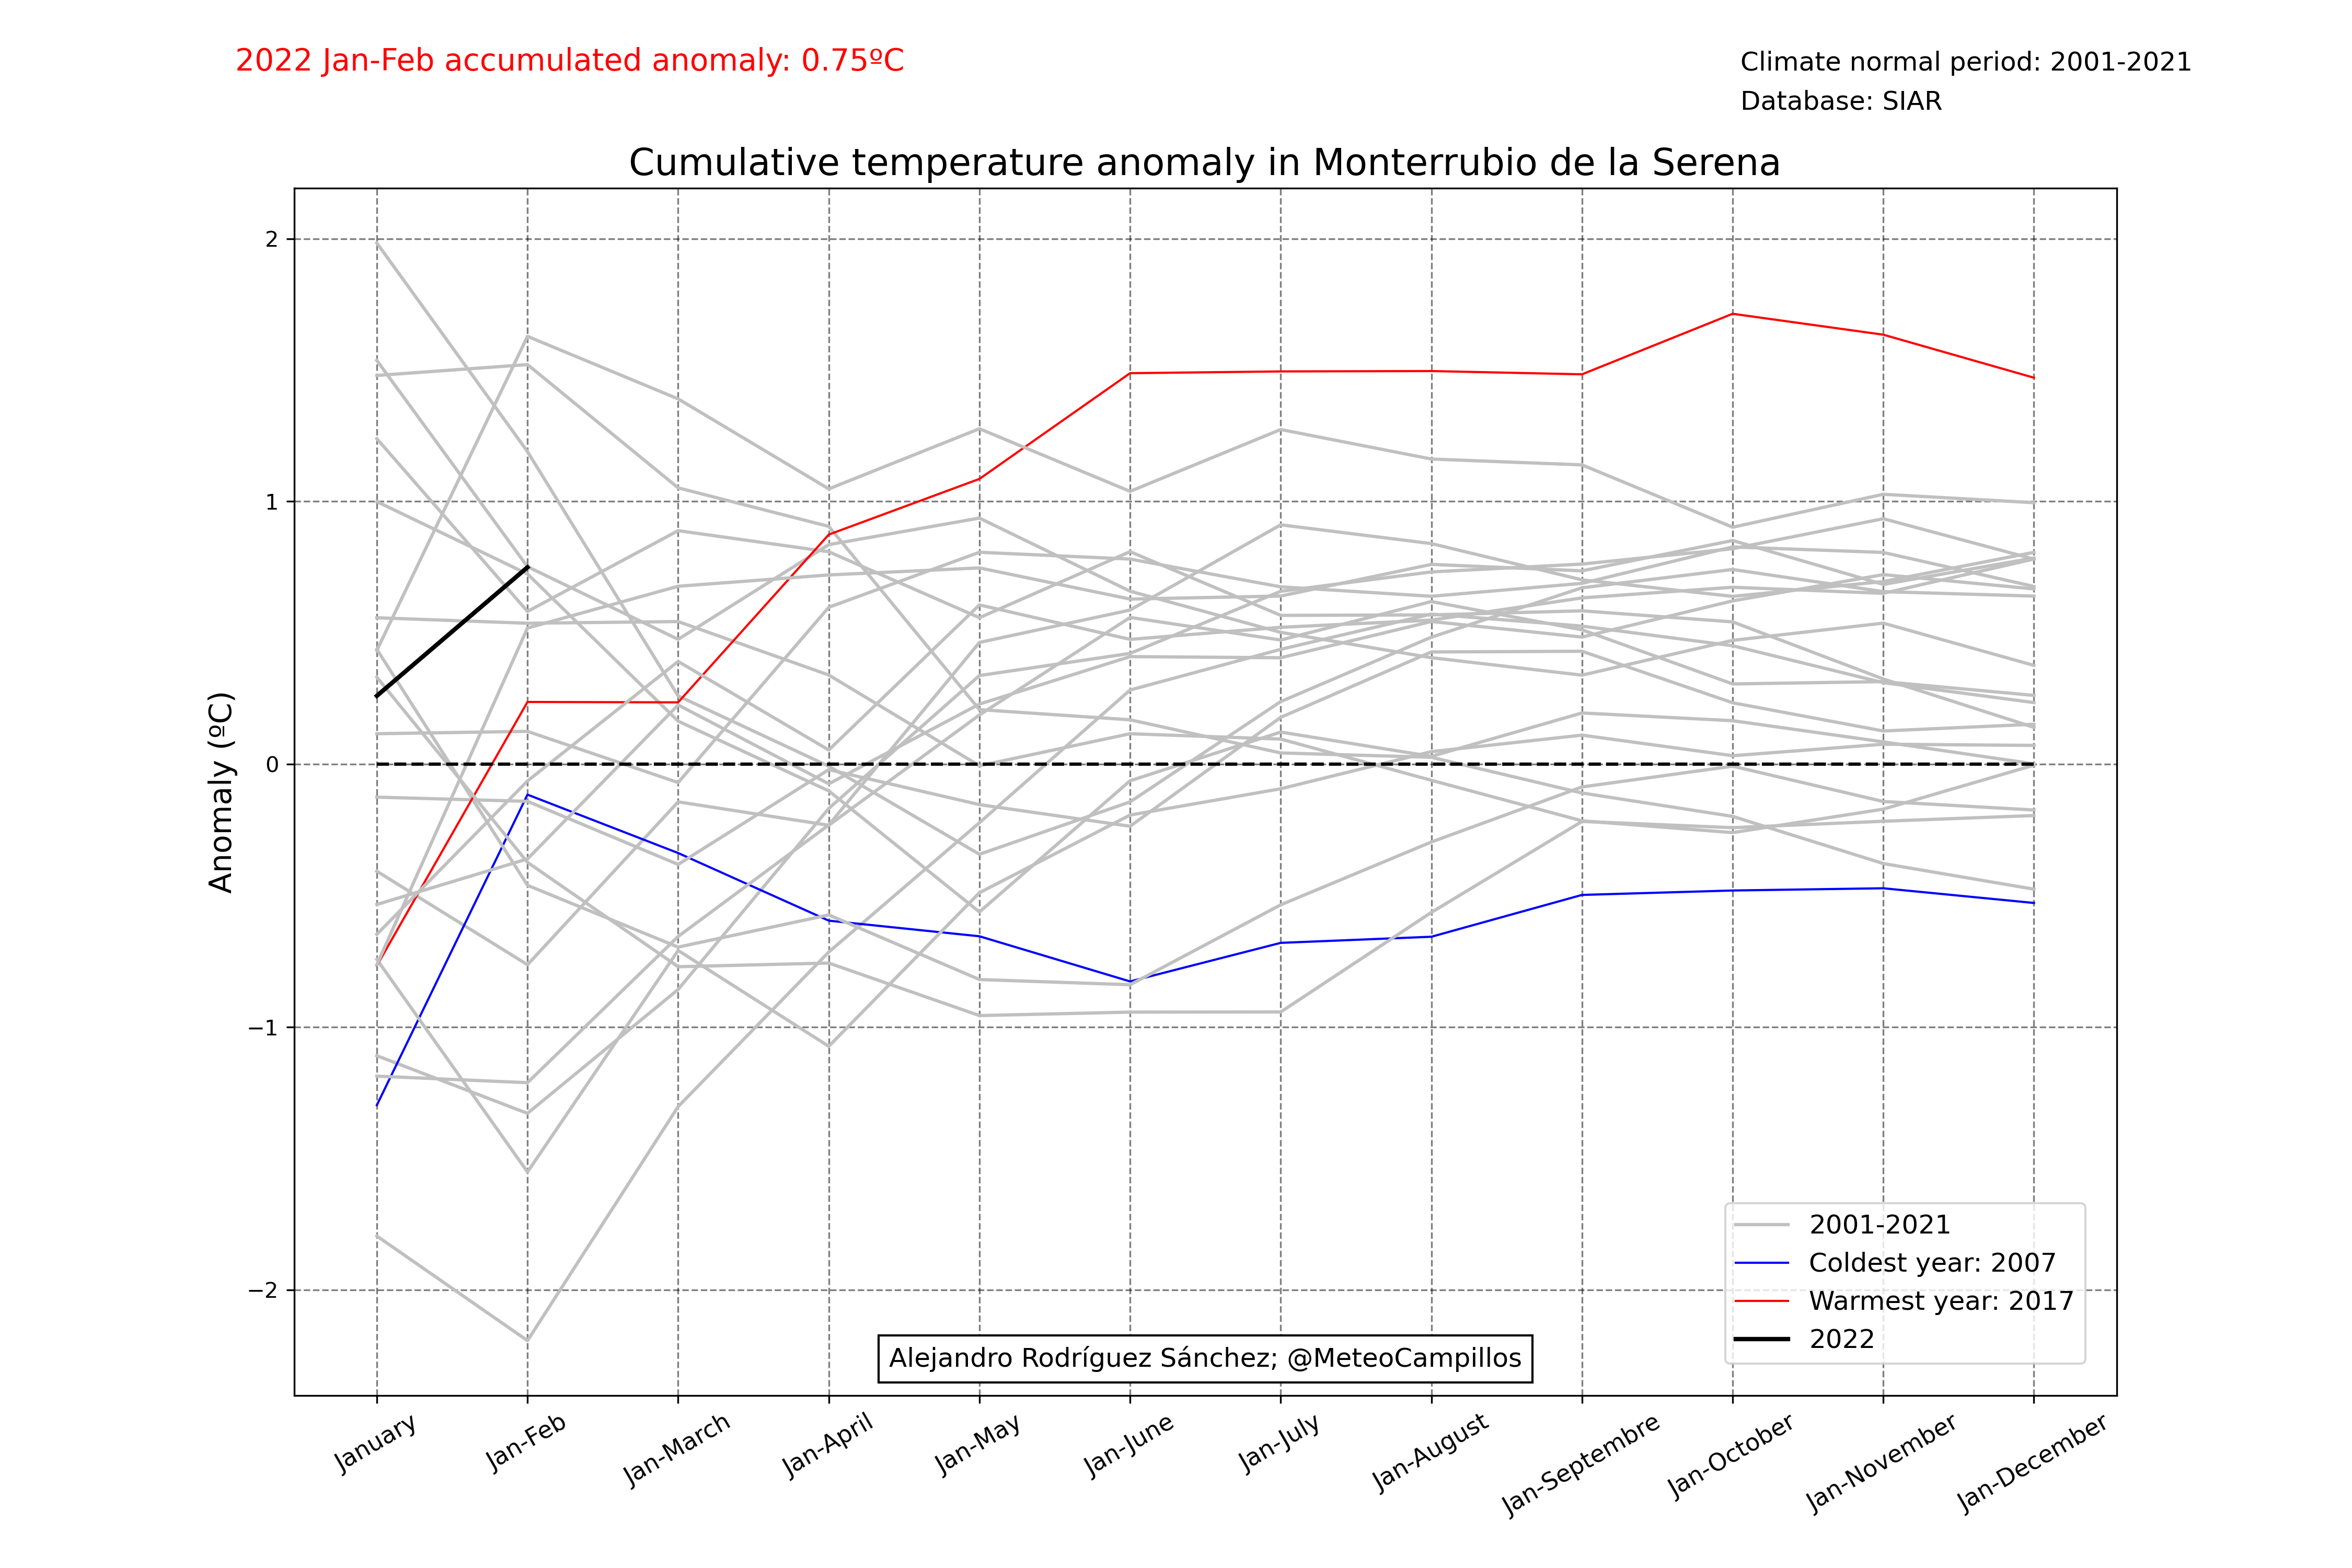 2022 Jan-Feb accumulated anomaly: 0.75ºC
Climate normal period: 2001-2021
Database: SIAR
Cumulative temperature anomaly in Monterrubio de la Serena
Anomaly (ºC)
2
1
0
−1
−2
2001-2021
Coldest year: 2007
Warmest year: 2017
2022
Alejandro Rodríguez Sánchez; @MeteoCampillos
January
Jan-Feb
Jan-March
Jan-April
Jan-May
Jan-June
Jan-July
Jan-August
Jan-Septembre
Jan-October
Jan-November
Jan-December